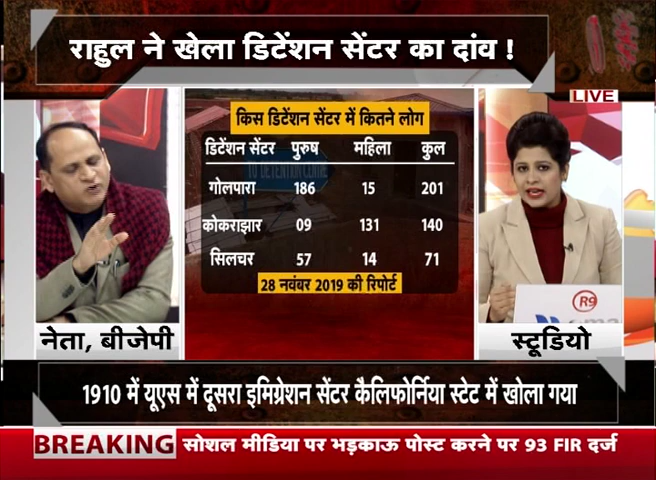 राहुल ने खेला डिटेंशन सेंटर का दांव !
LIVE
किस डिटेंशन सेंटर में कितने लोग
डिटेंशन सेंटर पुरुष महिला कुल
गोलपारा 186 15 201
कोकराझार 09 131 140
सिलचर 57 14 71
28 नवंबर 2019 की रिपोर्ट
R9
नेता, बीजेपी
स्टूडियो
1910 में यूएस में दूसरा इमिग्रेशन सेंटर कैलिफोर्निया स्टेट में खोला गया
BREAKING सोशल मीडिया पर भड़काऊ पोस्ट करने पर 93 FIR दर्ज